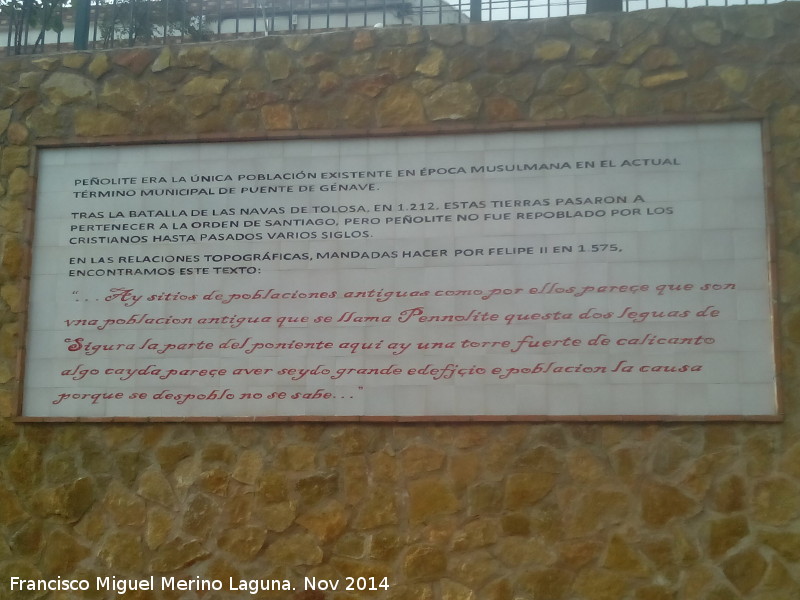 PEÑOLITE ERA LA ÚNICA POBLACIÓN EXISTENTE EN ÉPOCA MUSULMANA EN EL ACTUAL
TÉRMINO MUNICIPAL DE PUENTE DE GÉNAVE.
TRAS LA BATALLA DE LAS NAVAS DE TOLOSA, EN 1.212. ESTAS TIERRAS PASARON A
PERTENECER A LA ORDEN DE SANTIAGO, PERO PEÑOLITE NO FUE REPOBLADO POR LOS
CRISTIANOS HASTA PASADOS VARIOS SIGLOS.
EN LAS RELACIONES TOPOGRÁFICAS, MANDADAS HACER POR FELIPE II EN 1.575,
ENCONTRAMOS ESTE TEXTO:
"... Ay sitios de poblaciones antiguas como por ellos pareçe que son
vna poblacion antigua que se llama Pennolite questa dos leguas de
Sigura la parte del poniente aqui ay una torre fuerte de calicanto
algo cayda pareçe aver seydo grande edefiçio e poblacion la causa
porque se despoblo no se sabe..."
Francisco Miguel Merino Laguna. Nov 2014